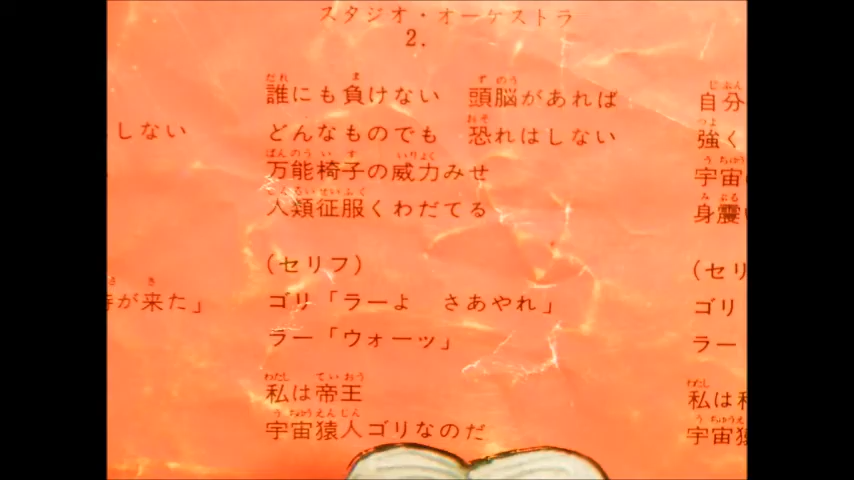 スタジオ・オーケストラ
2.
誰にも負けない 頭脳があれば
どんなものでも 恐れはしない
万能椅子の威力みせ
人類征服くわだてる
(セリフ)
ゴリ「ラーよ さあやれ」
ラー「ウォーッ」
私は帝王
宇宙猿人ゴリなのだ
しない
が来た」
自分
強く
宇宙
身震
(セリ
ゴリ
ラー
私は
宇宙